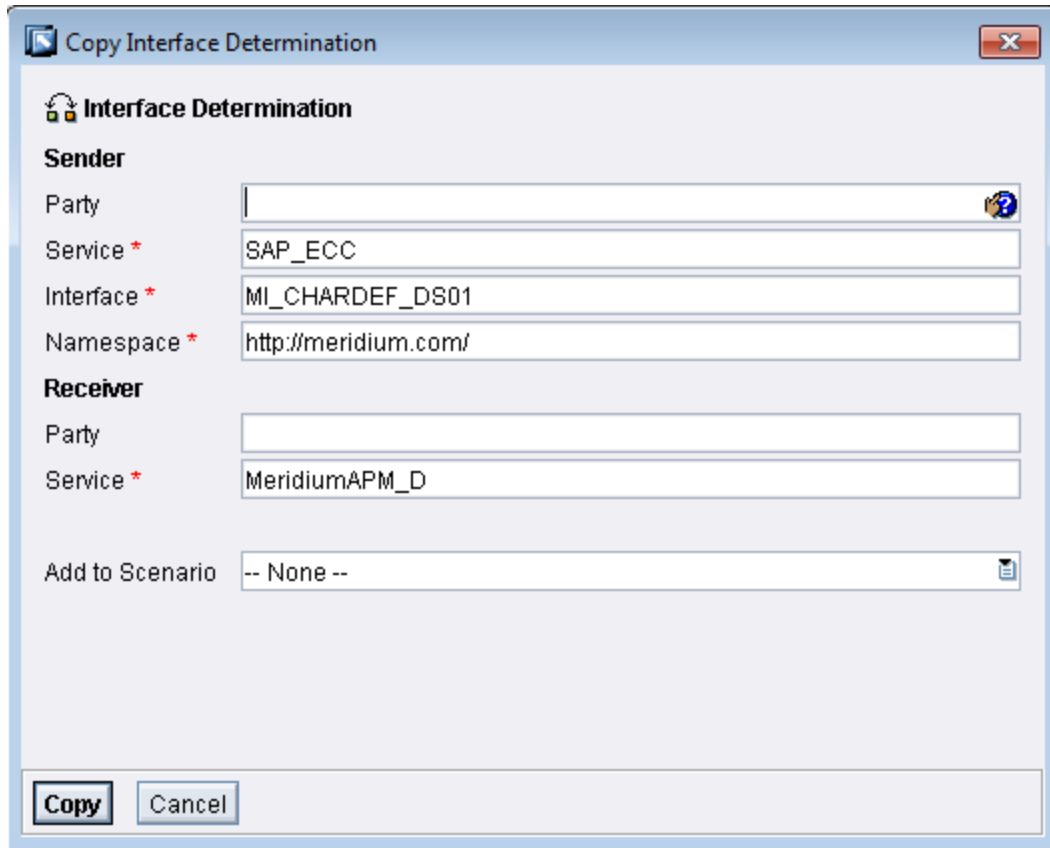 Copy Interface Determination
Interface Determination
Sender
Party
Service * SAP_ECC
Interface * MI_CHARDEF_DS01
Namespace * http://meridium.com/
Receiver
Party
Service * MeridiumAPM_D
Add to Scenario -- None --
Copy Cancel